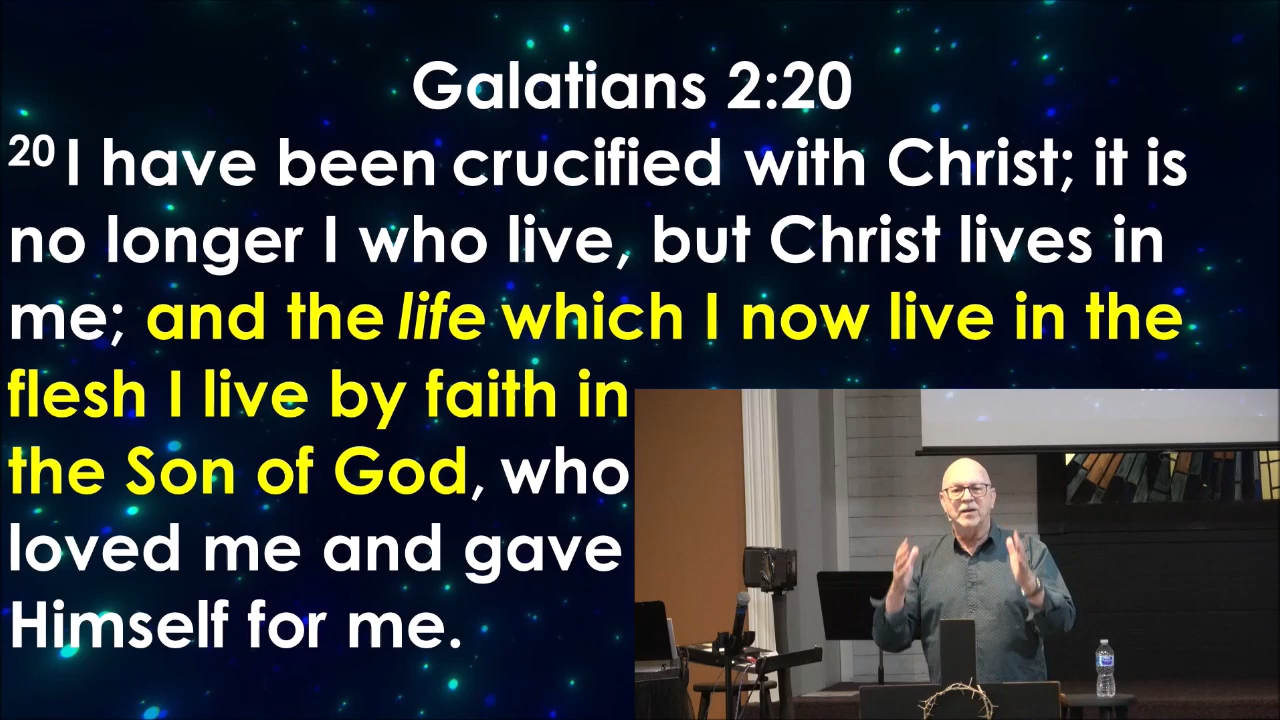 Galatians 2:20
20 I have been crucified with Christ; it is
no longer I who live, but Christ lives in
me; and the life which I now live in the
flesh I live by faith in
the Son of God, who
loved me and gave
Himself for me.